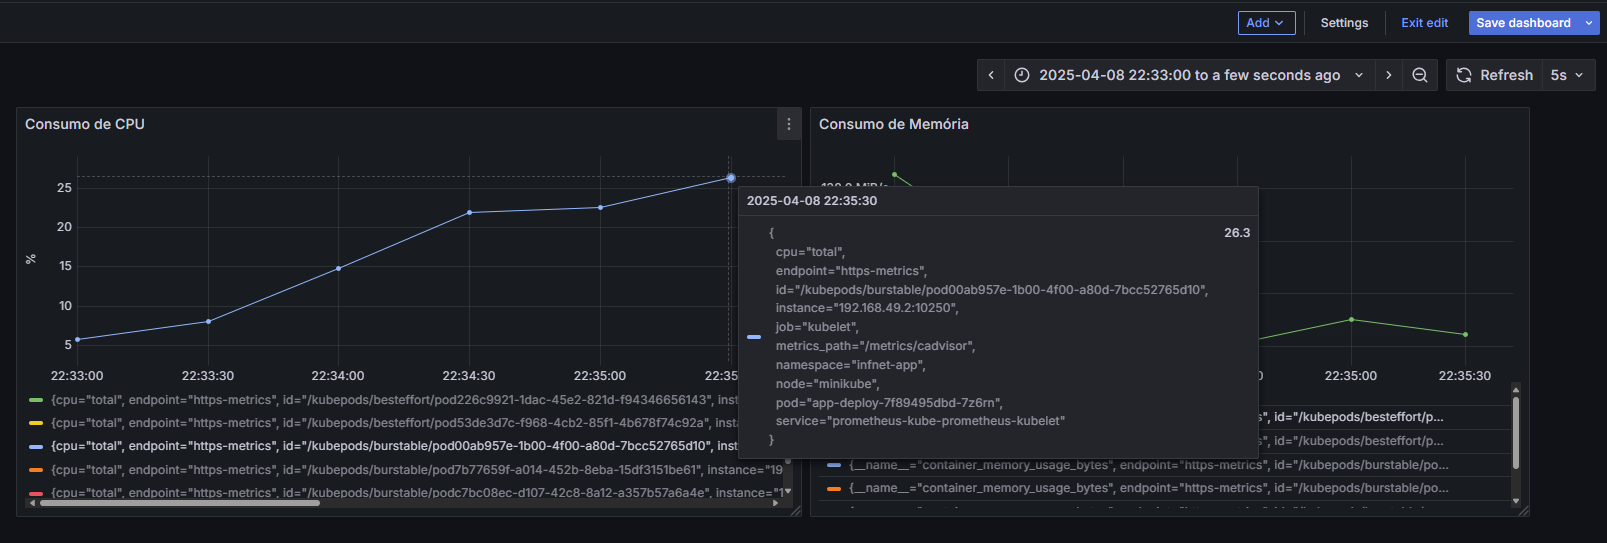 Add
Settings
Exit edit
Save dashboard
2025-04-08 22:33:00 to a few seconds ago
Refresh
5s
Consumo de CPU
25
20
15
10
5
%
22:33:00 22:33:30 22:34:00 22:34:30 22:35:00 22:35
{cpu="total", endpoint="https-metrics", id="/kubepods/besteffort/pod226c9921-1dac-45e2-821d-f94346656143", inst
{cpu="total", endpoint="https-metrics", id="/kubepods/besteffort/pod53de3d7c-f968-4cb2-85f1-4b678f74c92a", inst
{cpu="total", endpoint="https-metrics", id="/kubepods/burstable/pod00ab957e-1b00-4f00-a80d-7bcc52765d10", inst
{cpu="total", endpoint="https-metrics", id="/kubepods/burstable/pod7b77659f-a014-452b-8eba-15df3151be61", instance="19
{cpu="total", endpoint="https-metrics", id="/kubepods/burstable/podc7bc08ec-d107-42c8-8a12-a357b57a6a4e", instance="1
2025-04-08 22:35:30
{ 26.3
cpu="total",
endpoint="https-metrics",
id="/kubepods/burstable/pod00ab957e-1b00-4f00-a80d-7bcc52765d10",
instance="192.168.49.2:10250",
job="kubelet",
metrics_path="/metrics/cadvisor",
namespace="infnet-app",
node="minikube",
pod="app-deploy-7f89495dbd-7z6rn",
service="prometheus-kube-prometheus-kubelet"
}
Consumo de Memória
0 22:35:00 22:35:30
s", id="/kubepods/besteffort/p...
s", id="/kubepods/besteffort/p...
{__name__="container_memory_usage_bytes", endpoint="https-metrics", id="/kubepods/burstable/po...
{__name__="container_memory_usage_bytes", endpoint="https-metrics", id="/kubepods/burstable/po...